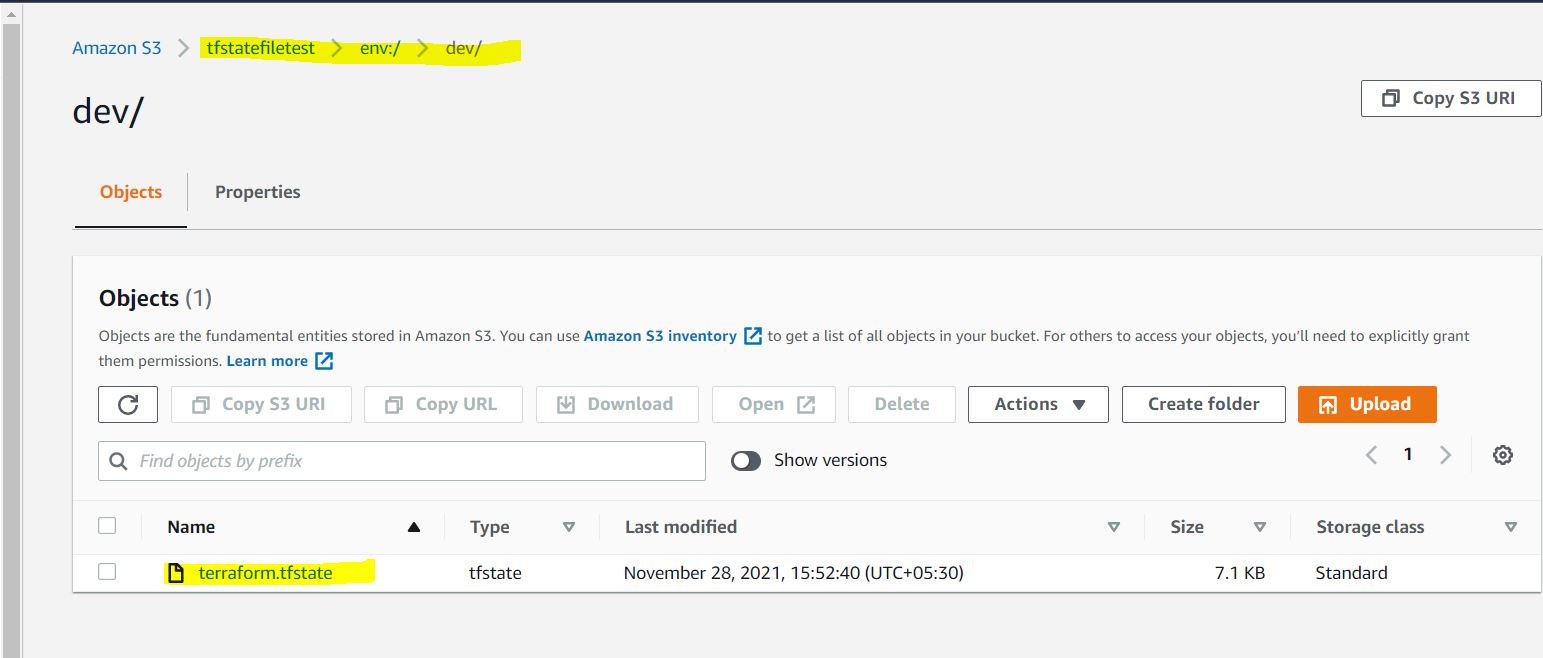 Amazon S3 > tfstatefiletest > env:/ > dev/
dev/
Copy S3 URI
Objects Properties
Objects (1)
Objects are the fundamental entities stored in Amazon S3. You can use Amazon S3 inventory to get a list of all objects in your bucket. For others to access your objects, you'll need to explicitly grant
them permissions. Learn more
Copy S3 URI Copy URL Download Open Delete Actions Create folder Upload
Find objects by prefix Show versions 1
Name Type Last modified Size Storage class
terraform.tfstate tfstate November 28, 2021, 15:52:40 (UTC+05:30) 7.1 KB Standard